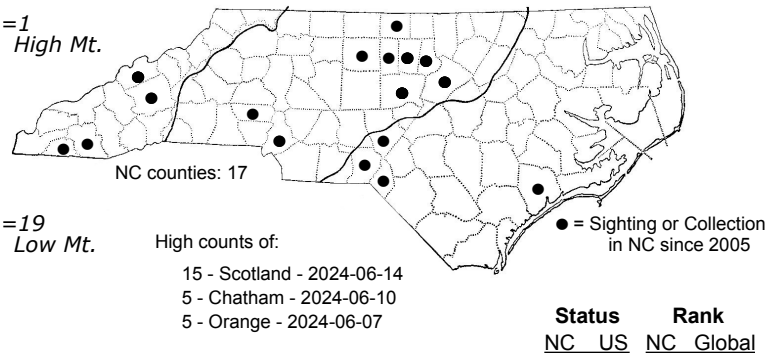 =1
High Mt.
NC counties: 17
=19
Low Mt.
High counts of:
15 - Scotland - 2024-06-14
5 - Chatham - 2024-06-10
5 - Orange - 2024-06-07
● = Sighting or Collection
in NC since 2005
Status Rank
NC US NC Global